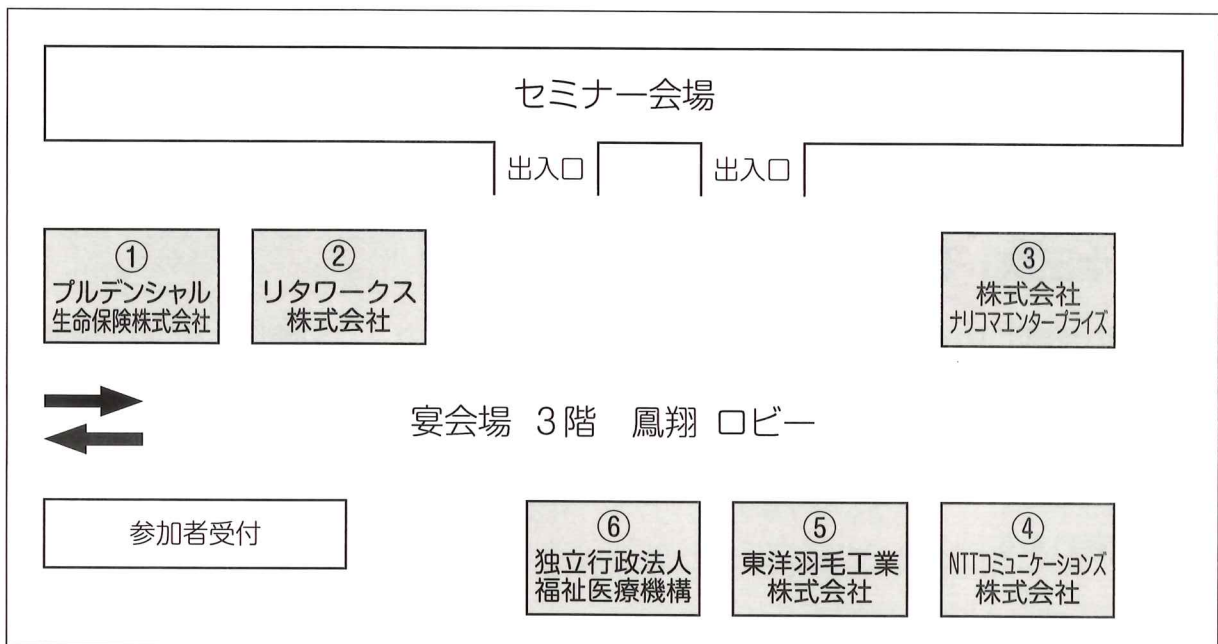 セミナー会場
出入口
出入口
①
プルデンシャル
生命保険株式会社
②
リタワークス
株式会社
③
株式会社
ナリコマエンタープライズ
宴会場 3階 鳳翔 ロビー
参加者受付
⑥
独立行政法人
福祉医療機構
⑤
東洋羽毛工業
株式会社
④
NTTコミュニケーションズ
株式会社